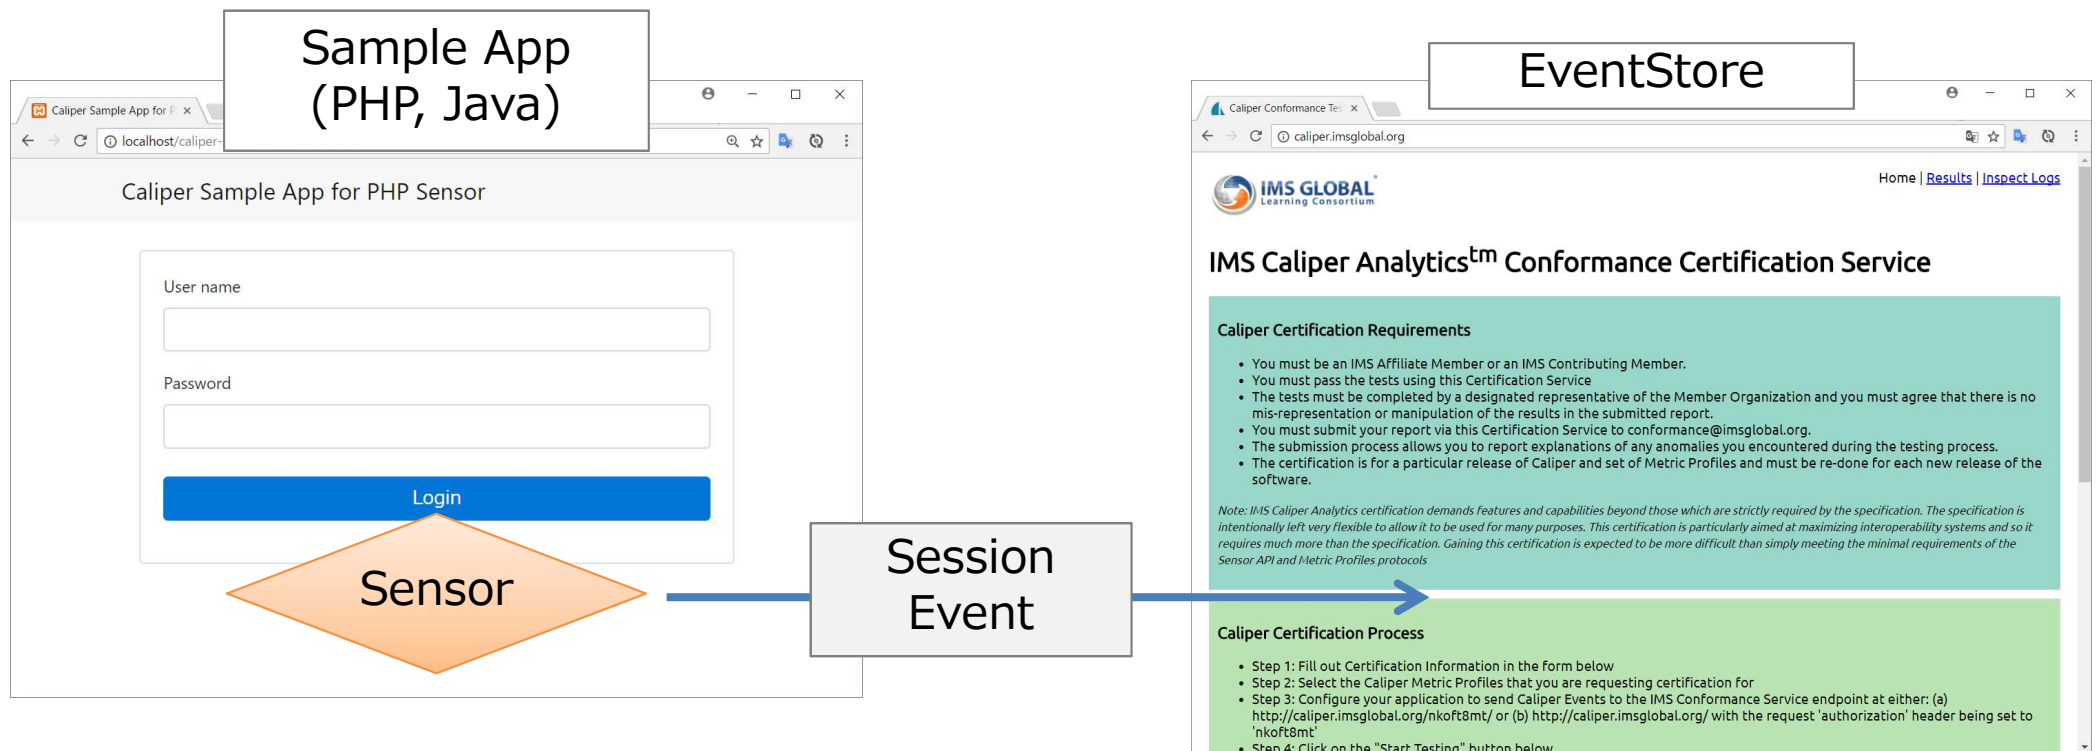 Sample App
(PHP, Java)
Caliper Sample App for P
localhost/caliper-
Caliper Sample App for PHP Sensor
User name
Password
Login
Sensor
Session
Event
EventStore
Caliper Conformance Tes
caliper.imsglobal.org
IMS GLOBAL
Learning Consortium
Home | Results | Inspect Logs
IMS Caliper Analyticstm Conformance Certification Service
Caliper Certification Requirements
• You must be an IMS Affiliate Member or an IMS Contributing Member.
• You must pass the tests using this Certification Service
• The tests must be completed by a designated representative of the Member Organization and you must agree that there is no
mis-representation or manipulation of the results in the submitted report.
• You must submit your report via this Certification Service to conformance@imsglobal.org.
• The submission process allows you to report explanations of any anomalies you encountered during the testing process.
• The certification is for a particular release of Caliper and set of Metric Profiles and must be re-done for each new release of the
software.
Note: IMS Caliper Analytics certification demands features and capabilities beyond those which are strictly required by the specification. The specification is
intentionally left very flexible to allow it to be used for many purposes. This certification is particularly aimed at maximizing interoperability systems and so it
requires much more than the specification. Gaining this certification is expected to be more difficult than simply meeting the minimal requirements of the
Sensor API and Metric Profiles protocols
Caliper Certification Process
• Step 1: Fill out Certification Information in the form below
• Step 2: Select the Caliper Metric Profiles that you are requesting certification for
• Step 3: Configure your application to send Caliper Events to the IMS Conformance Service endpoint at either: (a)
http://caliper.imsglobal.org/nkoft8mt/ or (b) http://caliper.imsglobal.org/ with the request 'authorization' header being set to
'nkoft8mt'
• Step 4: Click on the "Start Testing" button below